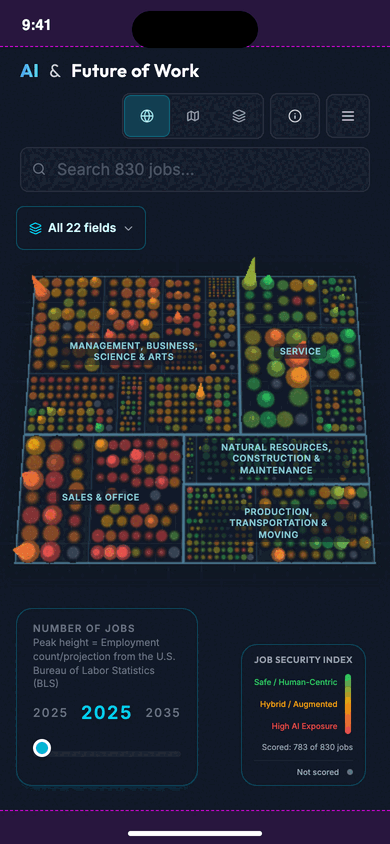 9:41
AI & Future of Work
Search 830 jobs...
All 22 fields
MANAGEMENT, BUSINESS,
SCIENCE & ARTS
SERVICE
NATURAL RESOURCES,
CONSTRUCTION &
MAINTENANCE
SALES & OFFICE
PRODUCTION,
TRANSPORTATION &
MOVING
NUMBER OF JOBS
Peak height = Employment
count/projection from the U.S.
Bureau of Labor Statistics
(BLS)
2025 2025 2035
JOB SECURITY INDEX
Safe / Human-Centric
Hybrid / Augmented
High AI Exposure
Scored: 783 of 830 jobs
Not scored